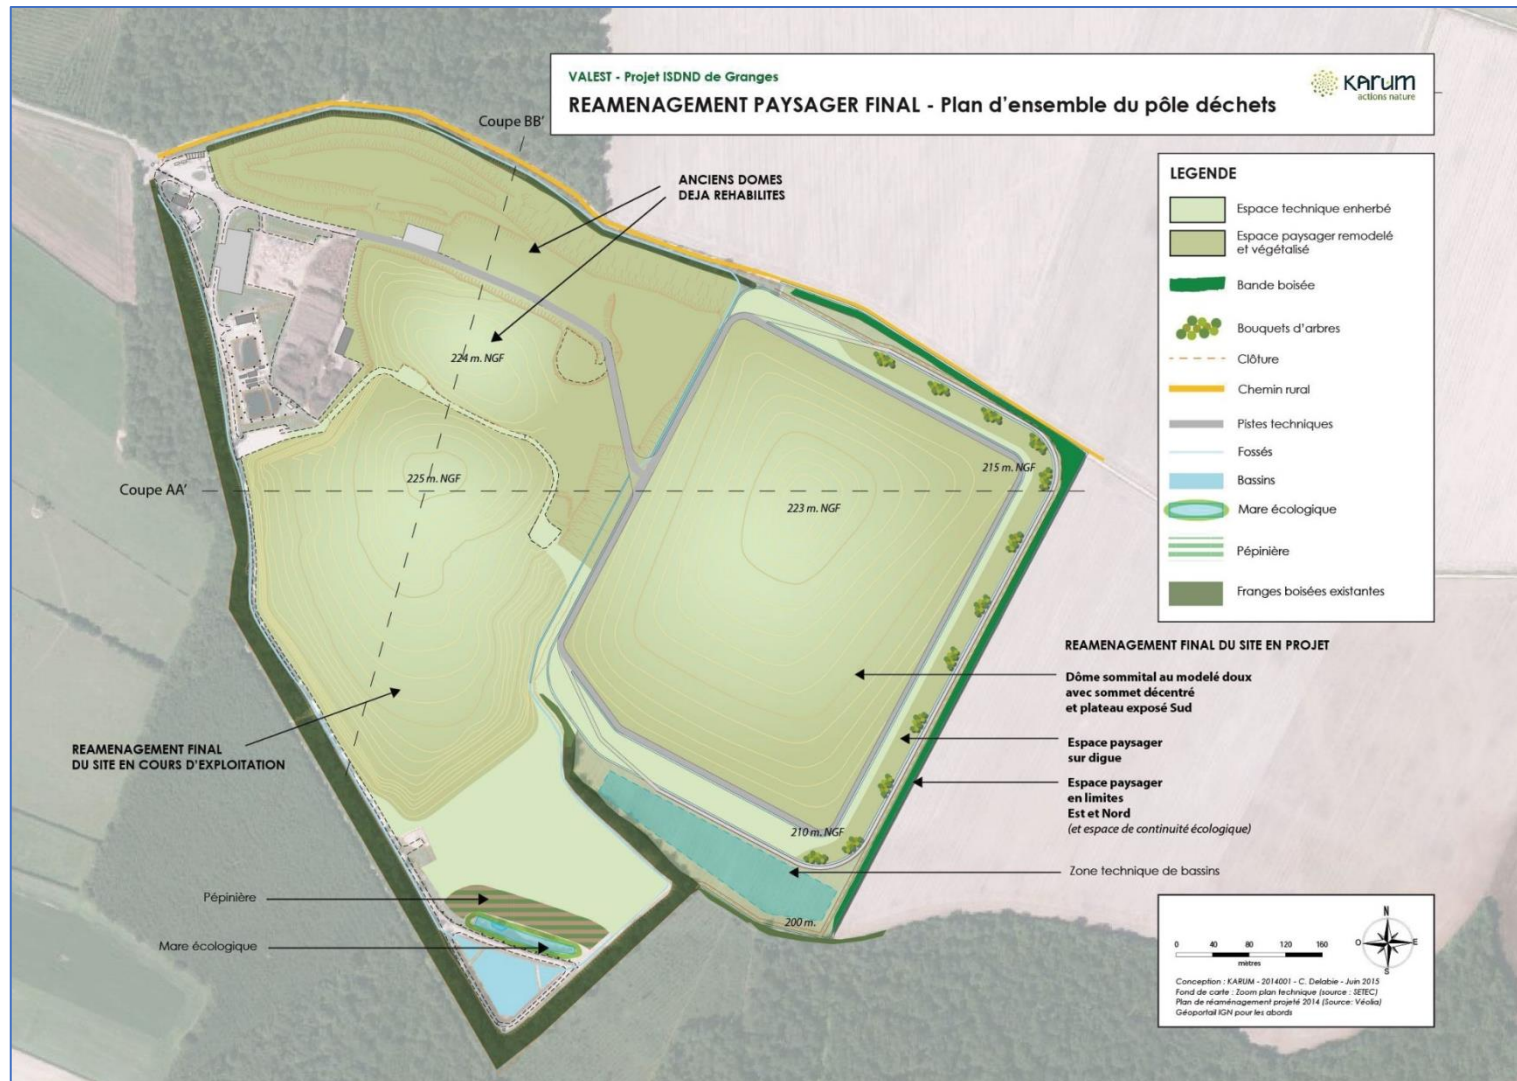 VALEST - Projet ISDND de Granges
REAMENAGEMENT PAYSAGER FINAL - Plan d'ensemble du pôle déchets
KARUM
actions nature
Coupe BB'
ANCIENS DOMES
DEJA REHABILITES
224 m. NGF
225 m. NGF
Coupe AA'
215 m. NGF
223 m. NGF
REAMENAGEMENT FINAL
DU SITE EN COURS D'EXPLOITATION
210 m. NGF
200 m.
Pépinière
Mare écologique
LEGENDE
Espace technique enherbé
Espace paysager remodelé
et végétalisé
Bande boisée
Bouquets d'arbres
Clôture
Chemin rural
Pistes techniques
Fossés
Bassins
Mare écologique
Pépinière
Franges boisées existantes
REAMENAGEMENT FINAL DU SITE EN PROJET
Dôme sommital au modelé doux
avec sommet décentré
et plateau exposé Sud
Espace paysager
sur digue
Espace paysager
en limites
Est et Nord
(et espace de continuité écologique)
Zone technique de bassins
N
O
E
S
0 40 80 120 160
mètres
Conception : KARUM - 2014001 - C. Delabie - Juin 2015
Fond de carte : Zoom plan technique (source : SETEC)
Plan de réaménagement projeté 2014 (Source: Véolia)
Géoportail IGN pour les abords